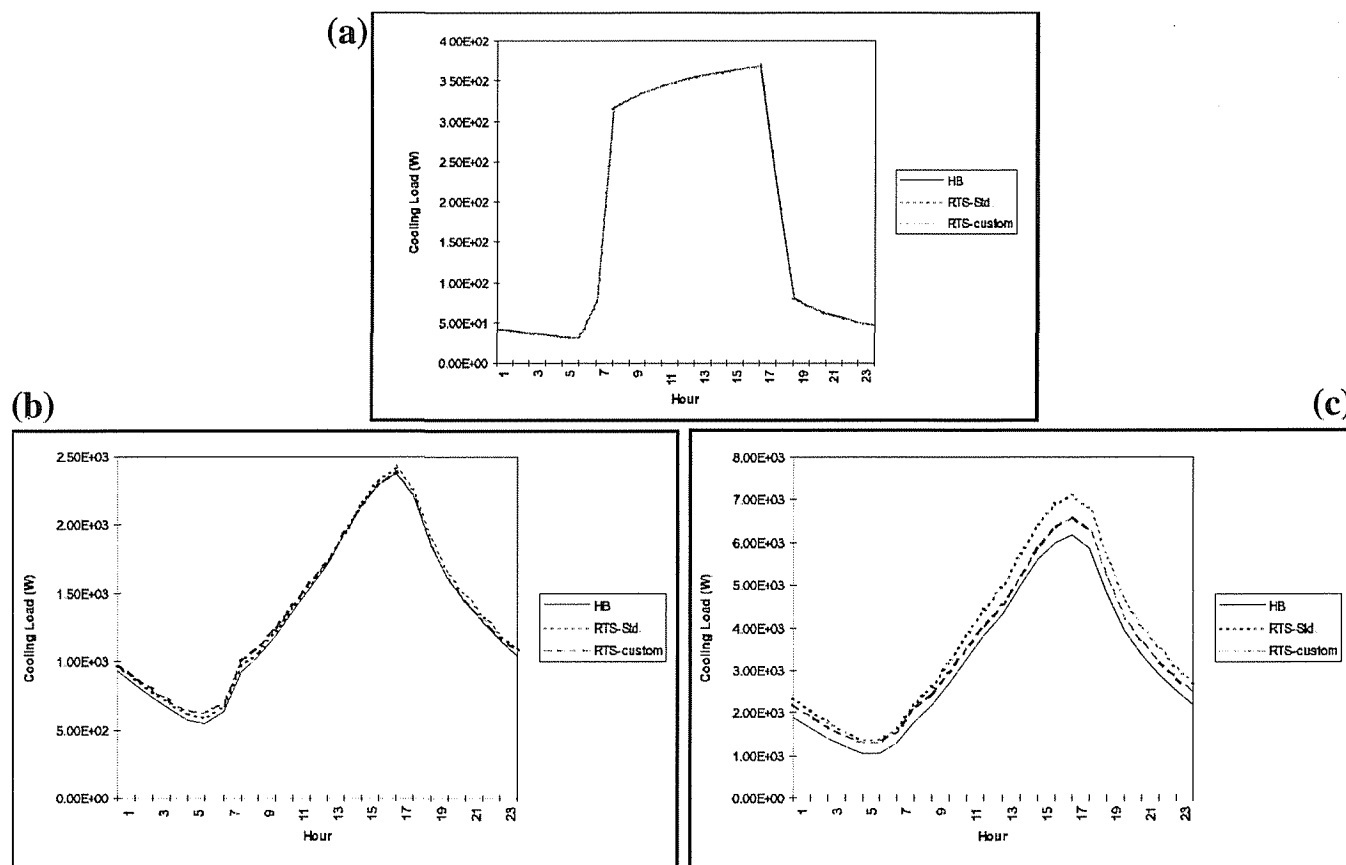 (a)
4.00E+02
3.50E+02
3.00E+02
2.50E+02
2.00E+02
1.50E+02
1.00E+02
5.00E+01
0.00E+00
Cooling Load (W)
1 3 5 7 9 11 13 15 17 19 21 23
Hour
HB
RTS-Std.
RTS-custom
(b)
2.50E+03
2.00E+03
1.50E+03
1.00E+03
5.00E+02
0.00E+00
Cooling Load (W)
1 3 5 7 9 11 13 15 17 19 21 23
Hour
HB
RTS-Std.
RTS-custom
(c)
8.00E+03
7.00E+03
6.00E+03
5.00E+03
4.00E+03
3.00E+03
2.00E+03
1.00E+03
0.00E+00
Cooling Load (W)
1 3 5 7 9 11 13 15 17 19 21 23
Hour
HB
RTS-Std.
RTS-custom